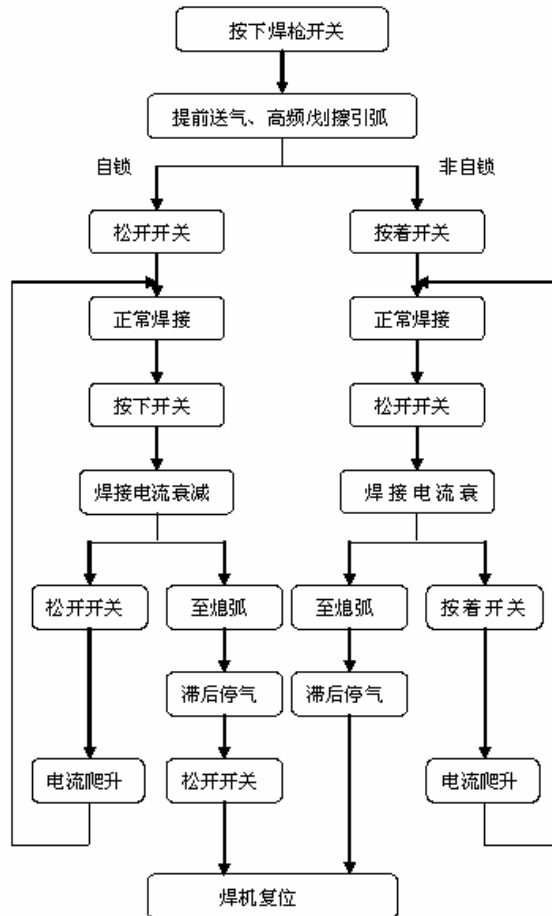 按下焊枪开关
提前送气、高频/划擦引弧
自锁
非自锁
松开开关
按着开关
正常焊接
正常焊接
按下开关
松开开关
焊接电流衰减
焊接电流衰
松开开关
至熄弧
至熄弧
按着开关
滞后停气
滞后停气
电流爬升
松开开关
电流爬升
焊机复位